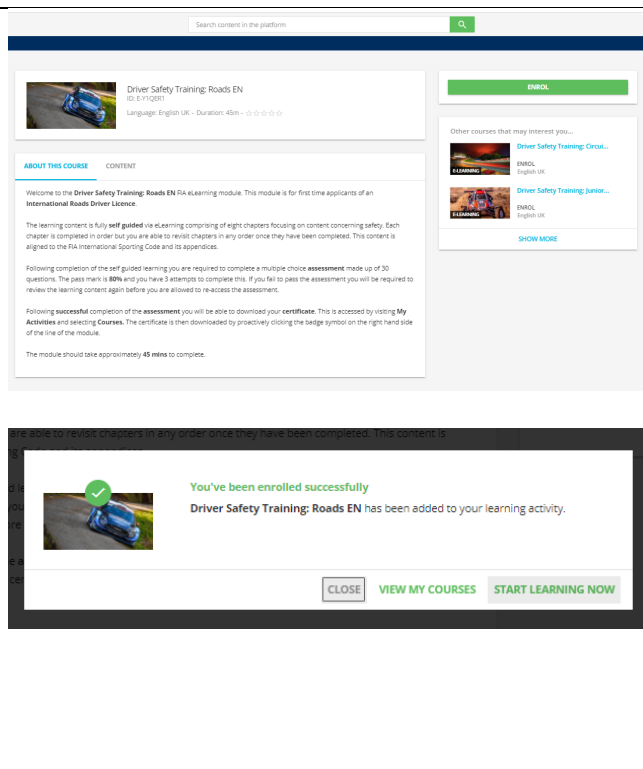 Search content in the platform
Driver Safety Training: Roads EN
ID: E-Y1QER1
Language: English UK - Duration: 45m -
ENROL
Other courses that may interest you...
E-LEARNING
Driver Safety Training: Circui...
ENROL
English UK
E-LEARNING
Driver Safety Training: Junior...
ENROL
English UK
SHOW MORE
ABOUT THIS COURSE
CONTENT
Welcome to the Driver Safety Training: Roads EN FIA eLearning module. This module is for first time applicants of an
International Roads Driver Licence.
The learning content is fully self guided via eLearning comprising of eight chapters focusing on content concerning safety. Each
chapter is completed in order but you are able to revisit chapters in any order once they have been completed. This content is
aligned to the FIA International Sporting Code and its appendices.
Following completion of the self guided learning you are required to complete a multiple choice assessment made up of 30
questions. The pass mark is 80% and you have 3 attempts to complete this. If you fail to pass the assessment you will be required to
review the learning content again before you are allowed to re-access the assessment.
Following successful completion of the assessment you will be able to download your certificate. This is accessed by visiting My
Activities and selecting Courses. The certificate is then downloaded by proactively clicking the badge symbol on the right hand side
of the line of the module.
The module should take approximately 45 mins to complete.
are able to revisit chapters in any order once they have been completed. This content is
You've been enrolled successfully
Driver Safety Training: Roads EN has been added to your learning activity.
CLOSE
VIEW MY COURSES
START LEARNING NOW